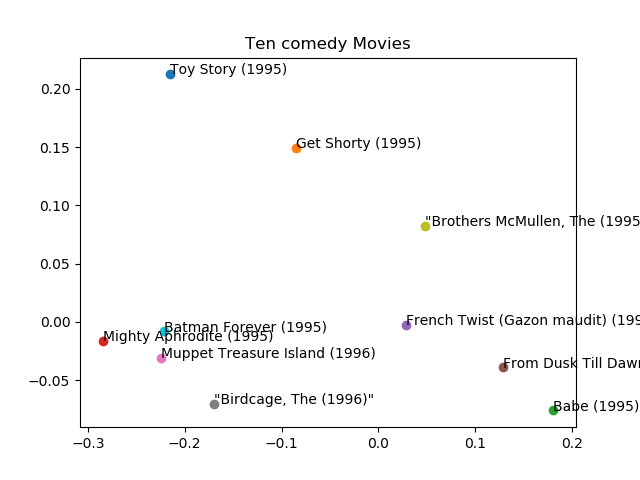 Ten comedy Movies
Toy Story (1995)
Get Shorty (1995)
"Brothers McMullen, The (1995
French Twist (Gazon maudit) (199
Batman Forever (1995)
Mighty Aphrodite (1995)
Muppet Treasure Island (1996)
From Dusk Till Dawn
"Birdcage, The (1996)"
Babe (1995)
0.20
0.15
0.10
0.05
0.00
−0.05
−0.3
−0.2
−0.1
0.0
0.1
0.2